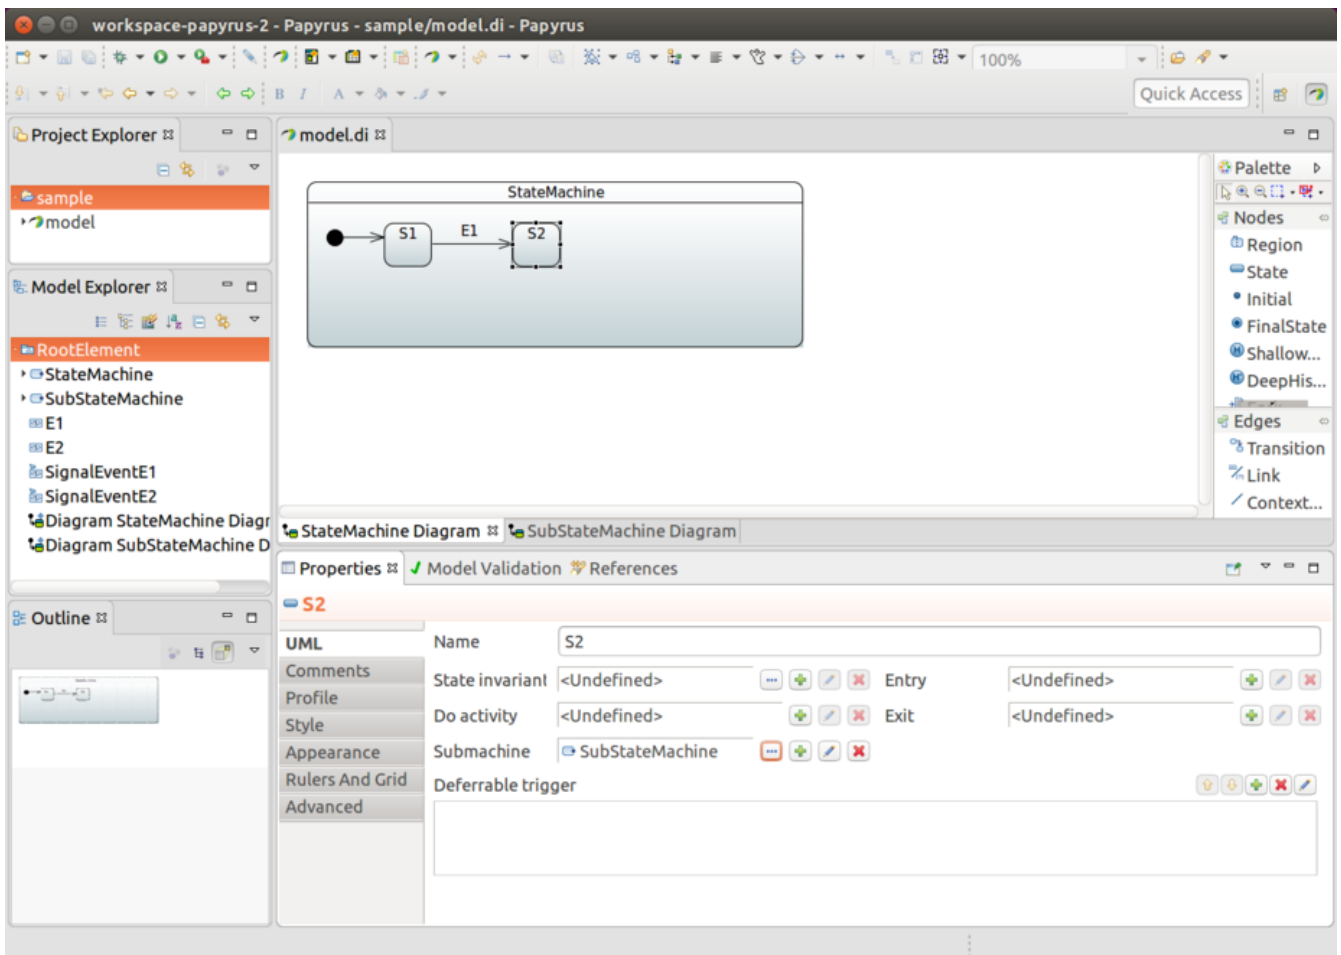 workspace-papyrus-2 - Papyrus - sample/model.di - Papyrus
100%
B I A
Quick Access
Project Explorer
sample
model
Model Explorer
RootElement
StateMachine
SubStateMachine
E1
E2
SignalEventE1
SignalEventE2
Diagram StateMachine Diagr
Diagram SubStateMachine D
Outline
model.di
StateMachine
S1
E1
S2
Palette
Nodes
Region
State
Initial
FinalState
Shallow...
DeepHis...
Edges
Transition
Link
Context...
StateMachine Diagram
SubStateMachine Diagram
Properties
Model Validation
References
S2
UML
Comments
Profile
Style
Appearance
Rulers And Grid
Advanced
Name S2
State invariant <Undefined> Entry <Undefined>
Do activity <Undefined> Exit <Undefined>
Submachine SubStateMachine
Deferrable trigger